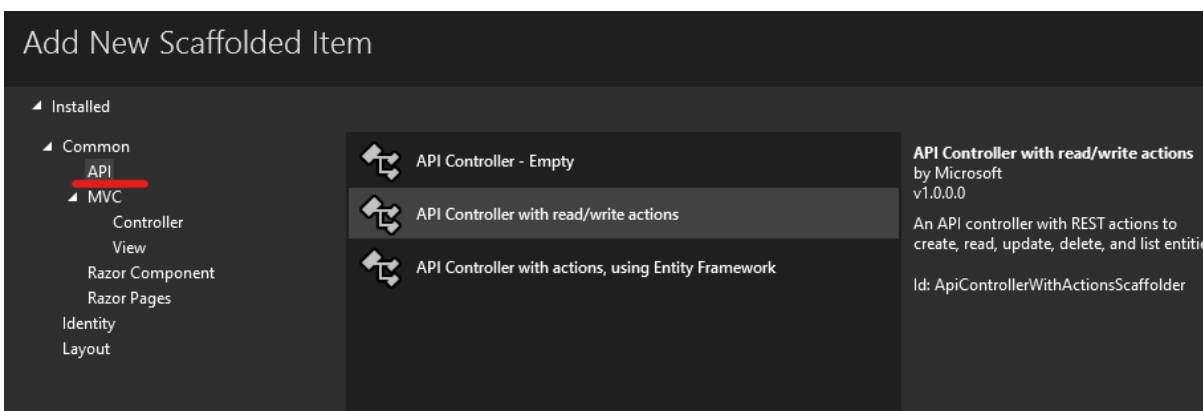 Add New Scaffolded Item
Installed
Common
API
MVC
Controller
View
Razor Component
Razor Pages
Identity
Layout
API Controller - Empty
API Controller with read/write actions
API Controller with actions, using Entity Framework
API Controller with read/write actions
by Microsoft
v1.0.0.0
An API controller with REST actions to
create, read, update, delete, and list entitie
Id: ApiControllerWithActionsScaffolder